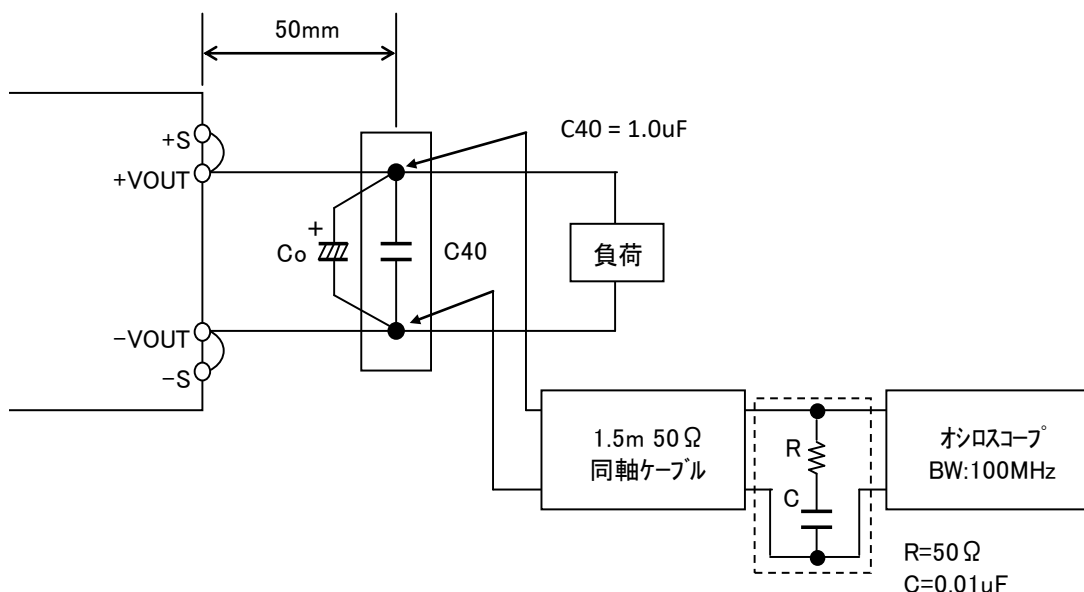 50mm
+S
+VOUT
C40 = 1.0uF
+
Co
C40
負荷
-VOUT
-S
1.5m 50Ω
同軸ケーブル
R
C
オシロスコープ
BW:100MHz
R=50Ω
C=0.01uF